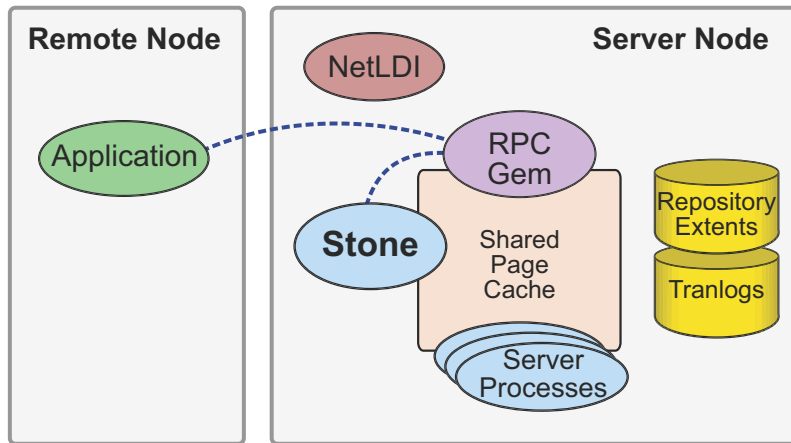 Remote Node
Server Node
NetLDI
Application
RPC
Gem
Stone
Shared
Page
Cache
Repository
Extents
Tranlogs
Server
Processes